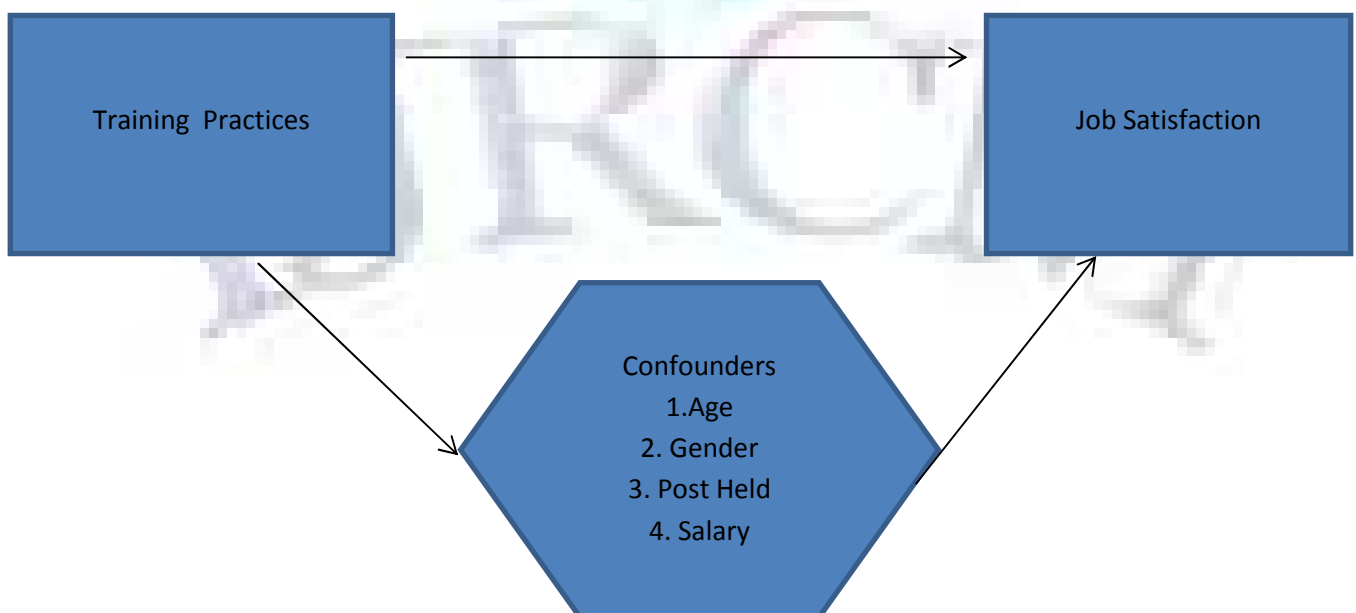 Training Practices
Job Satisfaction
Confounders
1.Age
2. Gender
3. Post Held
4. Salary